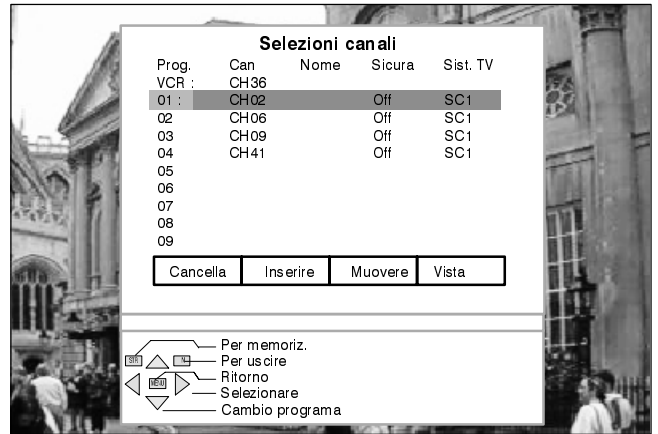 Selezioni canali
Prog. Can Nome Sicura Sist. TV
VCR : CH36
01 : CH02 Off SC1
02 CH06 Off SC1
03 CH09 Off SC1
04 CH41 Off SC1
05
06
07
08
09
Cancella Inserire Muovere Vista
Per memoriz.
STR N Per uscire
MENU Ritorno
Selezionare
Cambio programa